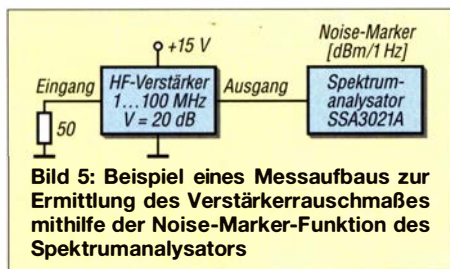 Noise-Marker
[dBm/1 Hz]
+15 V
Eingang
HF-Verstärker
1...100 MHz
V = 20 dB
Ausgang
Spektrum-
analysator
SSA3021A
50
Bild 5: Beispiel eines Messaufbaus zur
Ermittlung des Verstärkerrauschmaßes
mithilfe der Noise-Marker-Funktion des
Spektrumanalysators